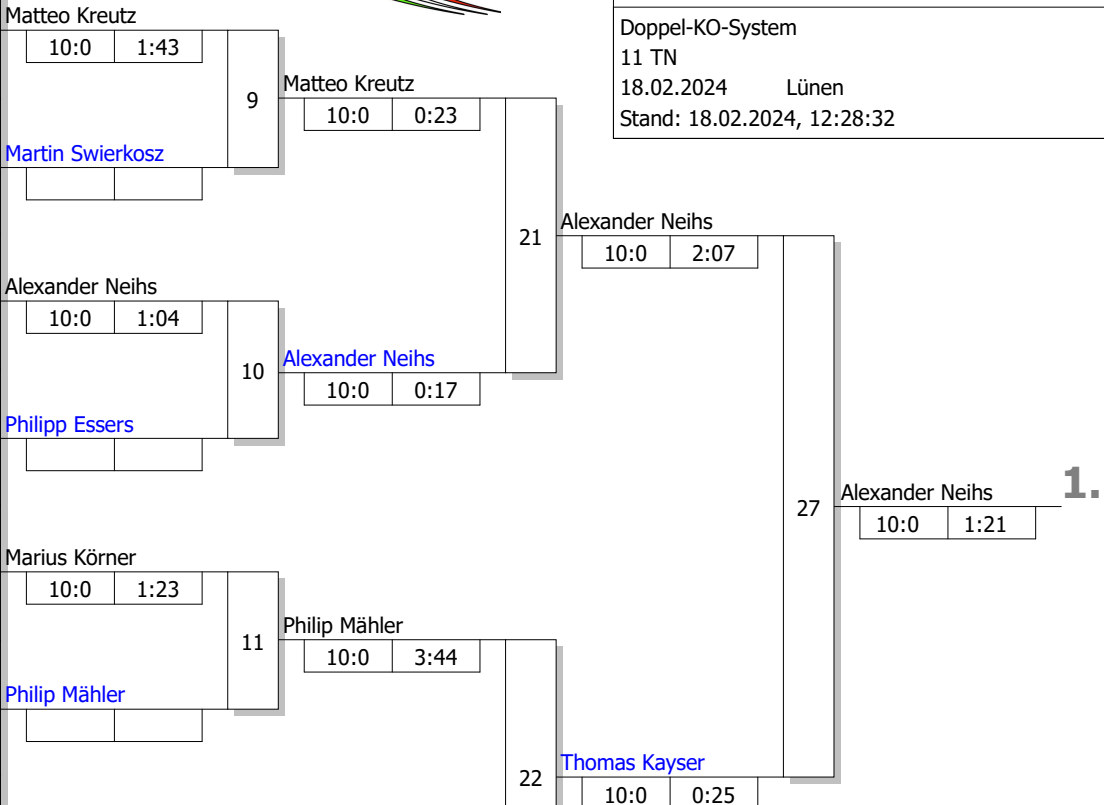 Matteo Kreutz
10:0 1:43
9
Matteo Kreutz
10:0 0:23
Martin Swierkosz
Doppel-KO-System
11 TN
18.02.2024 Lünen
Stand: 18.02.2024, 12:28:32
21
Alexander Neihs
10:0 2:07
Alexander Neihs
10:0 1:04
10
Alexander Neihs
10:0 0:17
Philipp Essers
27
Alexander Neihs
10:0 1:21
1.
Marius Körner
10:0 1:23
11
Philip Mähler
10:0 3:44
Philip Mähler
22
Thomas Kayser
10:0 0:25